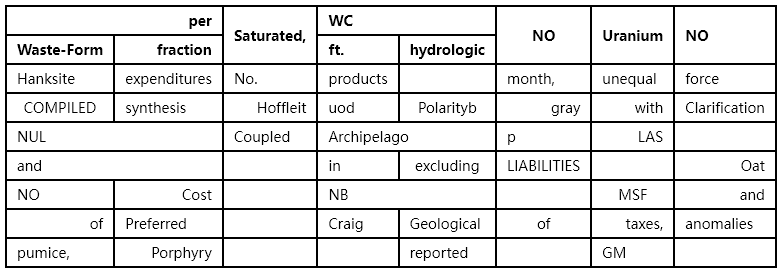 per Saturated, WC NO Uranium NO
Waste-Form fraction ft. hydrologic
Hanksite expenditures No. products month, unequal force
COMPILED synthesis Hoffleit uod Polarityb gray with Clarification
NUL Coupled Archipelago p LAS
and in excluding LIABILITIES Oat
NO Cost NB MSF and
of Preferred Craig Geological of taxes, anomalies
pumice, Porphyry reported GM